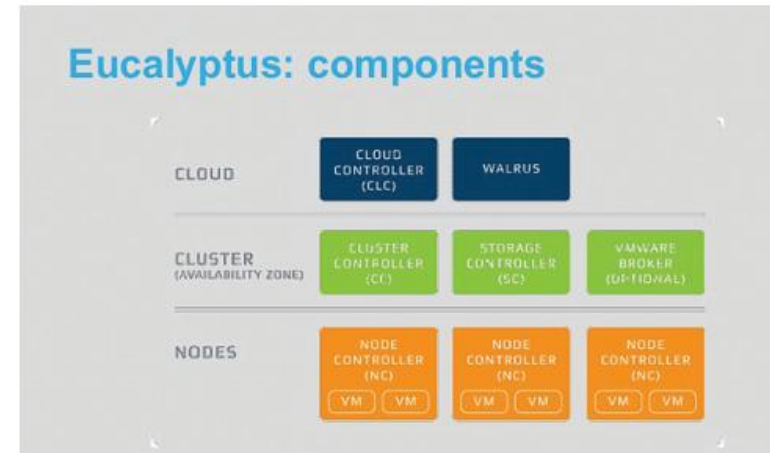 Eucalyptus: components
CLOUD
CLOUD
CONTROLLER
(CLC)
WALRUS
CLUSTER
(AVAILABILITY ZONE)
CLUSTER
CONTROLLER
(CC)
STORAGE
CONTROLLER
(SC)
VMWARE
BROKER
(OPTIONAL)
NODES
NODE
CONTROLLER
(NC)
VM VM
NODE
CONTROLLER
(NC)
VM VM
NODE
CONTROLLER
(NC)
VM VM